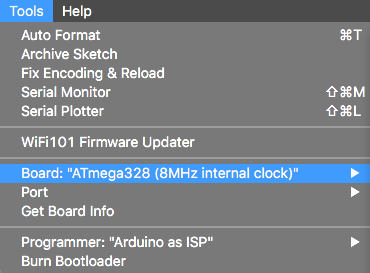 Tools Help
Auto Format ⌘T
Archive Sketch
Fix Encoding & Reload
Serial Monitor ⇧⌘M
Serial Plotter ⇧⌘L
WiFi101 Firmware Updater
Board: "ATmega328 (8MHz internal clock)"
Port
Get Board Info
Programmer: "Arduino as ISP"
Burn Bootloader